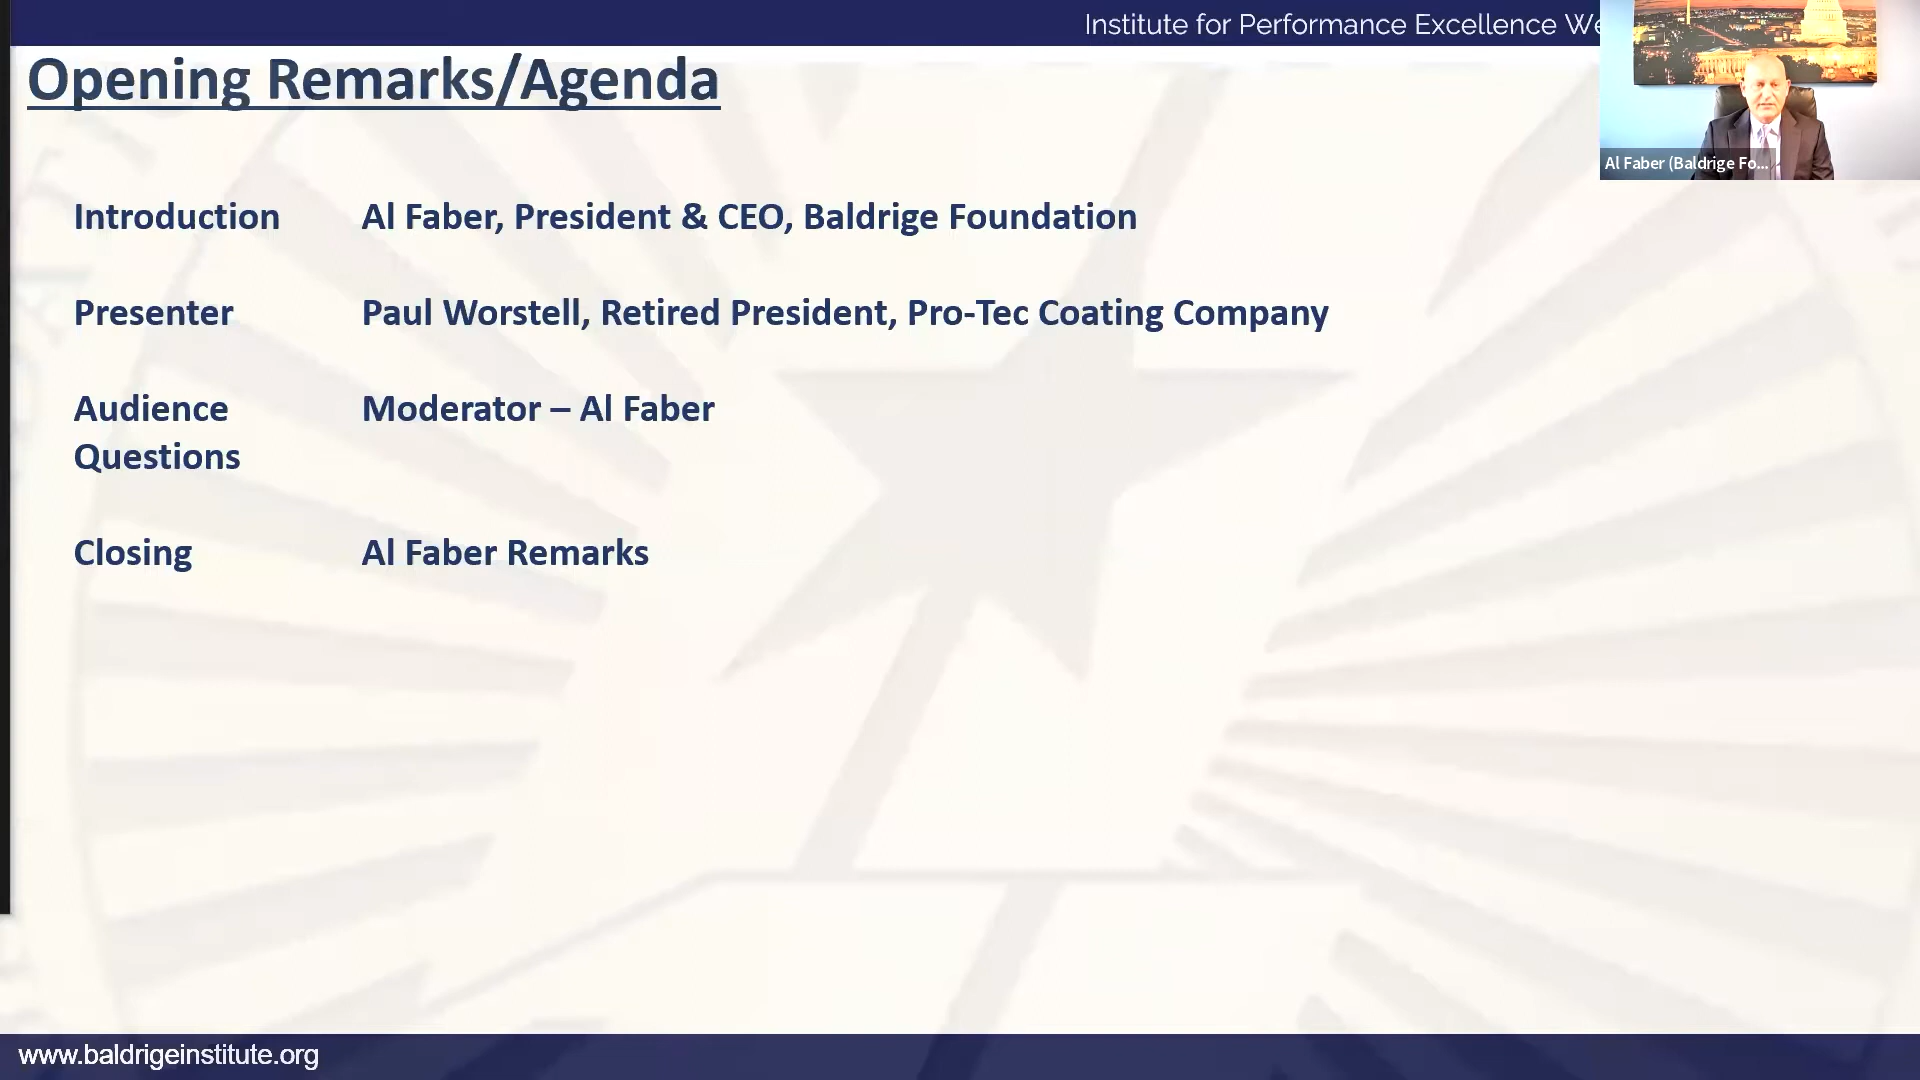 Institute for Performance Excellence We
Opening Remarks/Agenda
Al Faber (Baldrige Fo...
Introduction Al Faber, President & CEO, Baldrige Foundation
Presenter Paul Worstell, Retired President, Pro-Tec Coating Company
Audience Moderator – Al Faber
Questions
Closing Al Faber Remarks
www.baldrigeinstitute.org